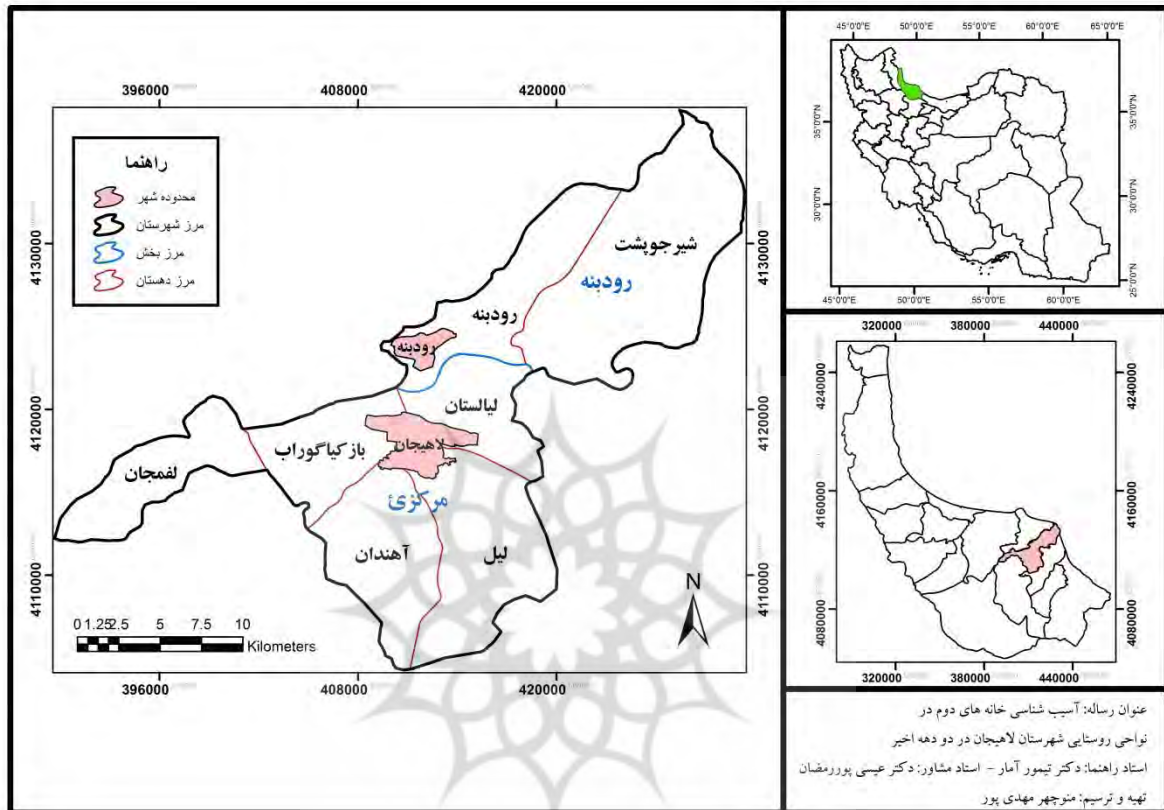 396000 408000 420000
راهنما
محدوده شهر
مرز شهرستان
مرز بخش
مرز دهستان
4130000
4120000
4110000
شیرجوپشت
رودبنه
رودبنه
رودبنه
لیالستان
لاهیجان
بازکیاگوراب
لفمجان
مرکزئ
آهندان
لیل
N
0 1.25 2.5 5 7.5 10
Kilometers
4130000
4120000
4110000
396000 408000 420000
45°0'0"E 50°0'0"E 55°0'0"E 60°0'0"E 65°0'0"E
35°0'0"N
30°0'0"N
35°0'0"N
30°0'0"N
25°0'0"N
45°0'0"E 50°0'0"E 55°0'0"E 60°0'0"E
320000 380000 440000
4240000
4160000
4080000
4240000
4160000
4080000
320000 380000 440000
عنوان رساله: آسیب شناسی خانه های دوم در
نواحی روستایی شهرستان لاهیجان در دو دهه اخیر
استاد راهنما: دکتر تیمور آمار – استاد مشاور: دکتر عیسی پوررمضان
تهیه و ترسیم: منوچهر مهدی پور